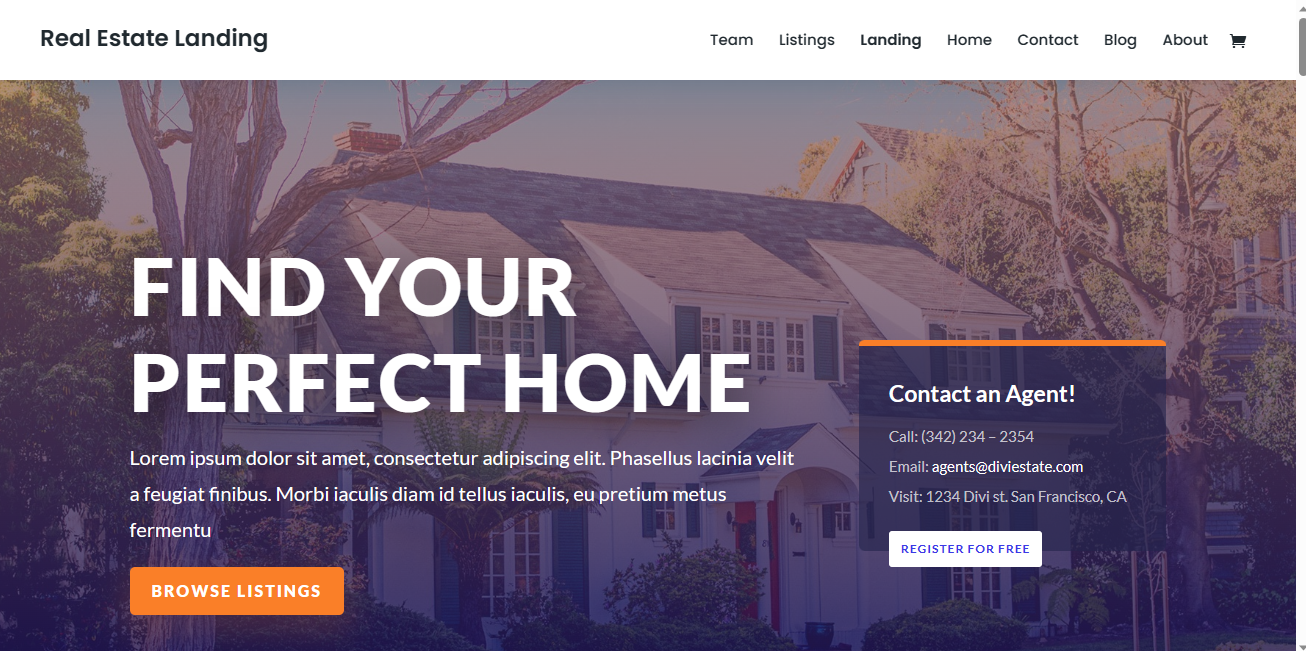 Real Estate Landing
Team Listings Landing Home Contact Blog About
FIND YOUR
PERFECT HOME
Lorem ipsum dolor sit amet, consectetur adipiscing elit. Phasellus lacinia velit
a feugiat finibus. Morbi iaculis diam id tellus iaculis, eu pretium metus
fermentu
BROWSE LISTINGS
Contact an Agent!
Call: (342) 234 – 2354
Email: agents@diviestate.com
Visit: 1234 Divi st. San Francisco, CA
REGISTER FOR FREE